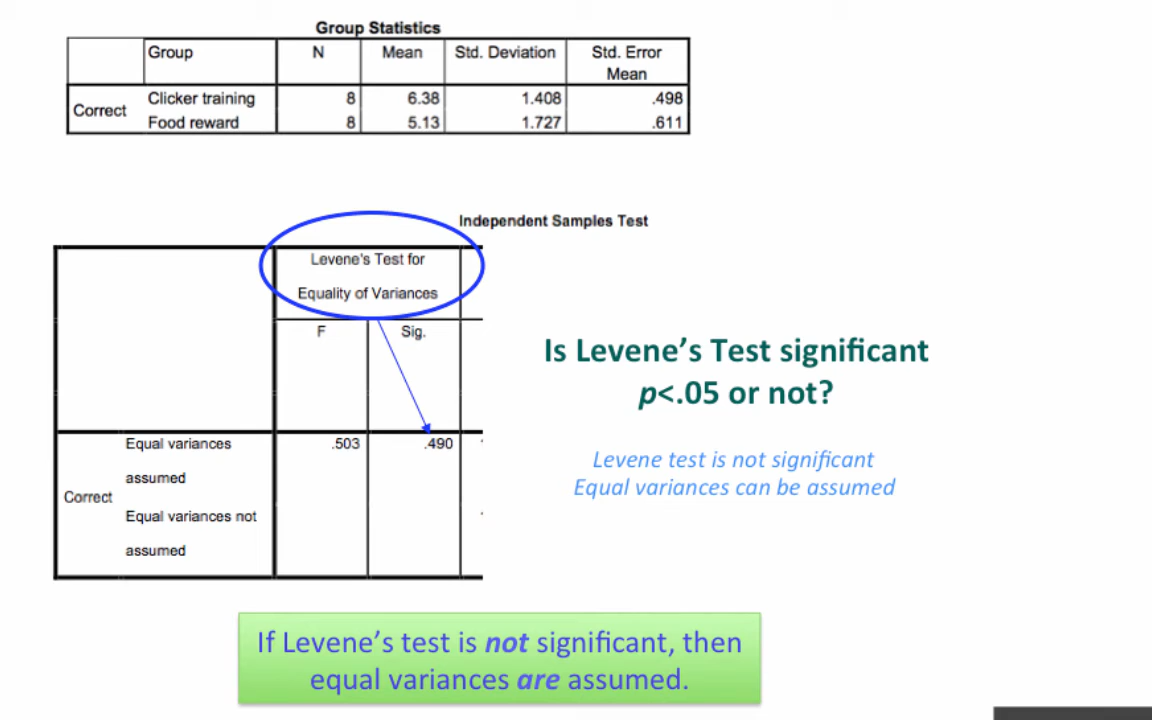 Group Statistics
Group N Mean Std. Deviation Std. Error
Mean
Correct Clicker training 8 6.38 1.408 .498
Food reward 8 5.13 1.727 .611
Independent Samples Test
Levene's Test for
Equality of Variances
F Sig.
Is Levene's Test significant
p<.05 or not?
Equal variances .503 .490
assumed
Levene test is not significant
Equal variances can be assumed
Correct
Equal variances not
assumed
If Levene's test is not significant, then
equal variances are assumed.